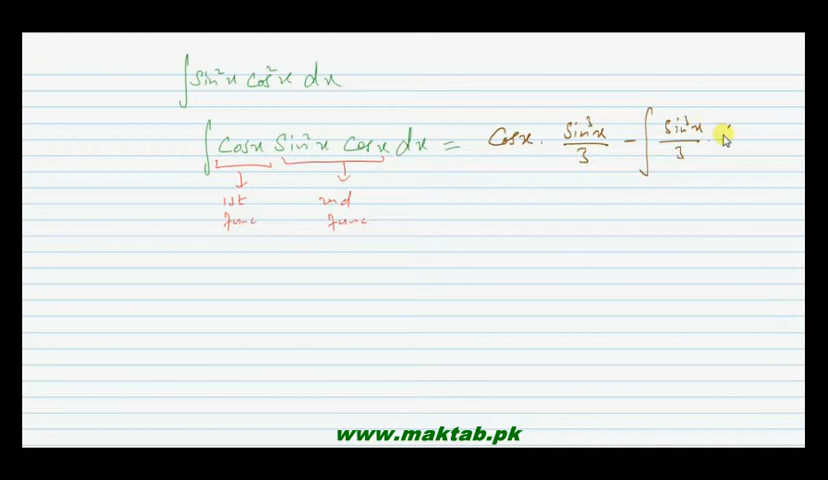 ∫sin²x cos²x dx
∫Cosx Sin²x Cosx dx = Cosx · Sin³x/3 − ∫Sin³x/3 ·
1st 2nd
func func
www.maktab.pk